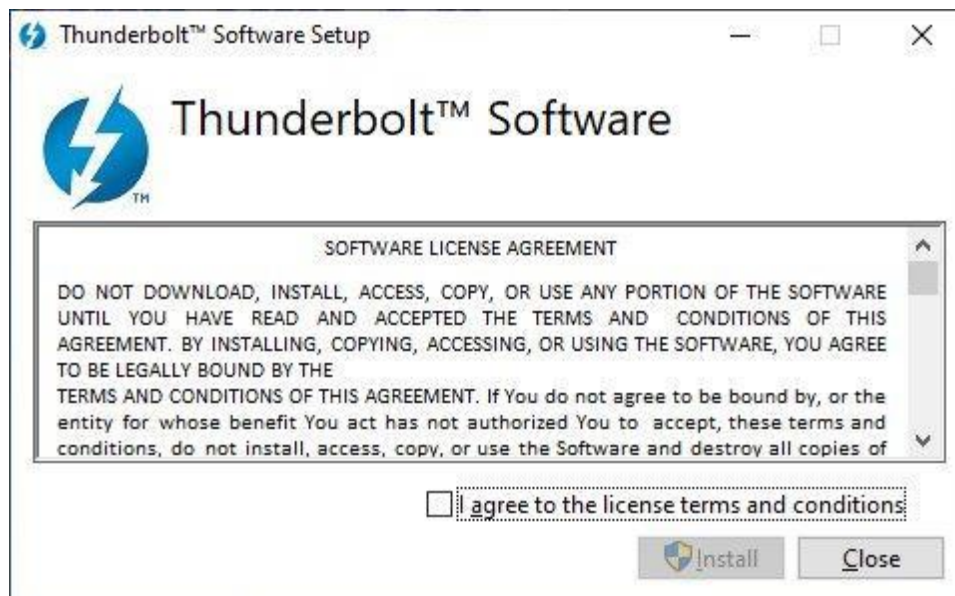 Thunderbolt™ Software Setup
Thunderbolt™ Software
TM
SOFTWARE LICENSE AGREEMENT
DO NOT DOWNLOAD, INSTALL, ACCESS, COPY, OR USE ANY PORTION OF THE SOFTWARE
UNTIL YOU HAVE READ AND ACCEPTED THE TERMS AND CONDITIONS OF THIS
AGREEMENT. BY INSTALLING, COPYING, ACCESSING, OR USING THE SOFTWARE, YOU AGREE
TO BE LEGALLY BOUND BY THE
TERMS AND CONDITIONS OF THIS AGREEMENT. If You do not agree to be bound by, or the
entity for whose benefit You act has not authorized You to accept, these terms and
conditions, do not install, access, copy, or use the Software and destroy all copies of
I agree to the license terms and conditions
Install
Close